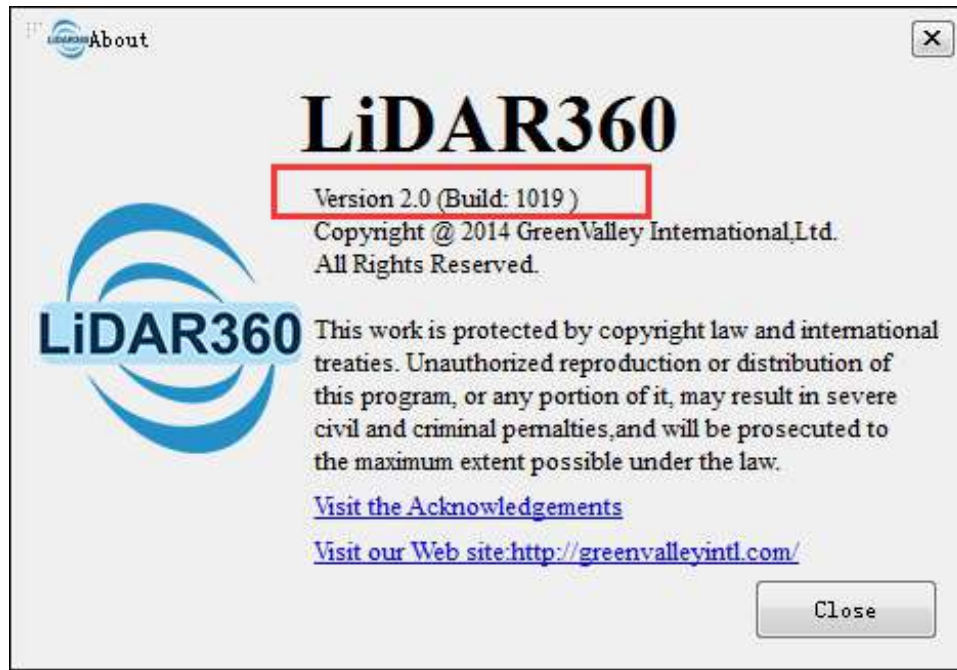 About
LiDAR360
Version 2.0 (Build: 1019 )
Copyright @ 2014 GreenValley International,Ltd.
All Rights Reserved.
LiDAR360
This work is protected by copyright law and international
treaties. Unauthorized reproduction or distribution of
this program, or any portion of it, may result in severe
civil and criminal pernalties,and will be prosecuted to
the maximum extent possible under the law.
Visit the Acknowledgements
Visit our Web site:http://greenvalleyintl.com/
Close